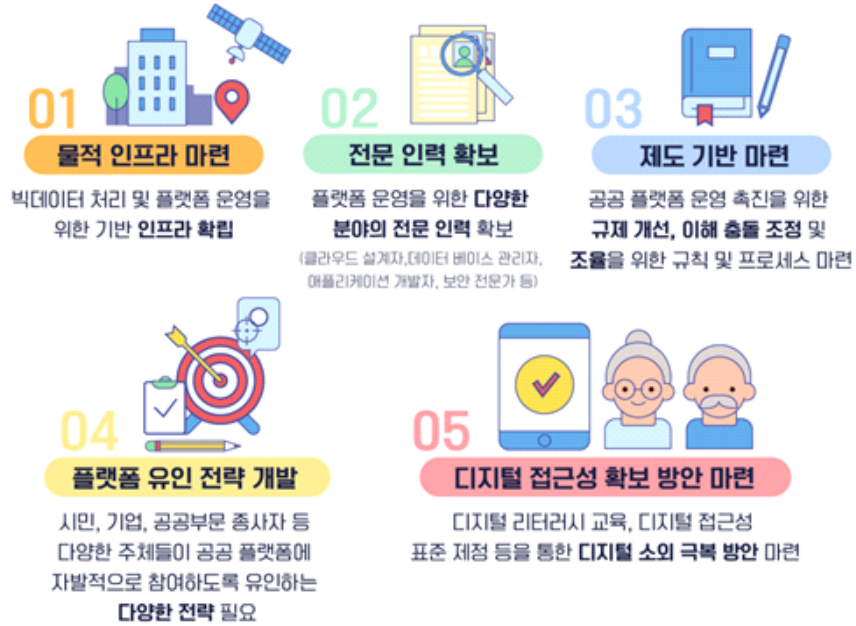 01
물적 인프라 마련
빅데이터 처리 및 플랫폼 운영을
위한 기반 인프라 확립
02
전문 인력 확보
플랫폼 운영을 위한 다양한
분야의 전문 인력 확보
(클라우드 설계자,데이터 베이스 관리자,
애플리케이션 개발자, 보안 전문가 등)
03
제도 기반 마련
공공 플랫폼 운영 촉진을 위한
규제 개선, 이해 충돌 조정 및
조율을 위한 규칙 및 프로세스 마련
04
플랫폼 유인 전략 개발
시민, 기업, 공공부문 종사자 등
다양한 주체들이 공공 플랫폼에
자발적으로 참여하도록 유인하는
다양한 전략 필요
05
디지털 접근성 확보 방안 마련
디지털 리터러시 교육, 디지털 접근성
표준 제정 등을 통한 디지털 소외 극복 방안 마련